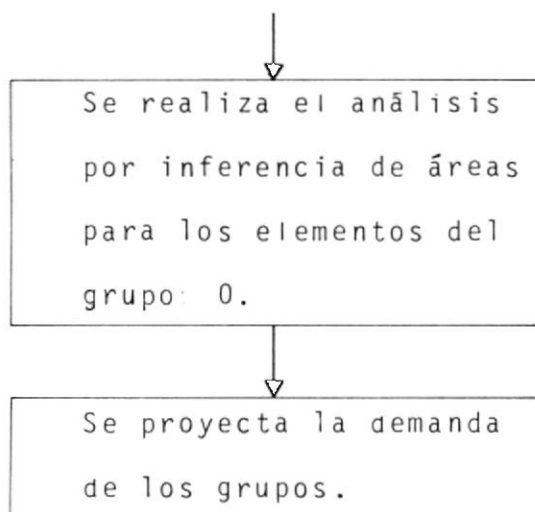 Se realiza el análisis
por inferencia de áreas
para los elementos del
grupo 0.
Se proyecta la demanda
de los grupos.